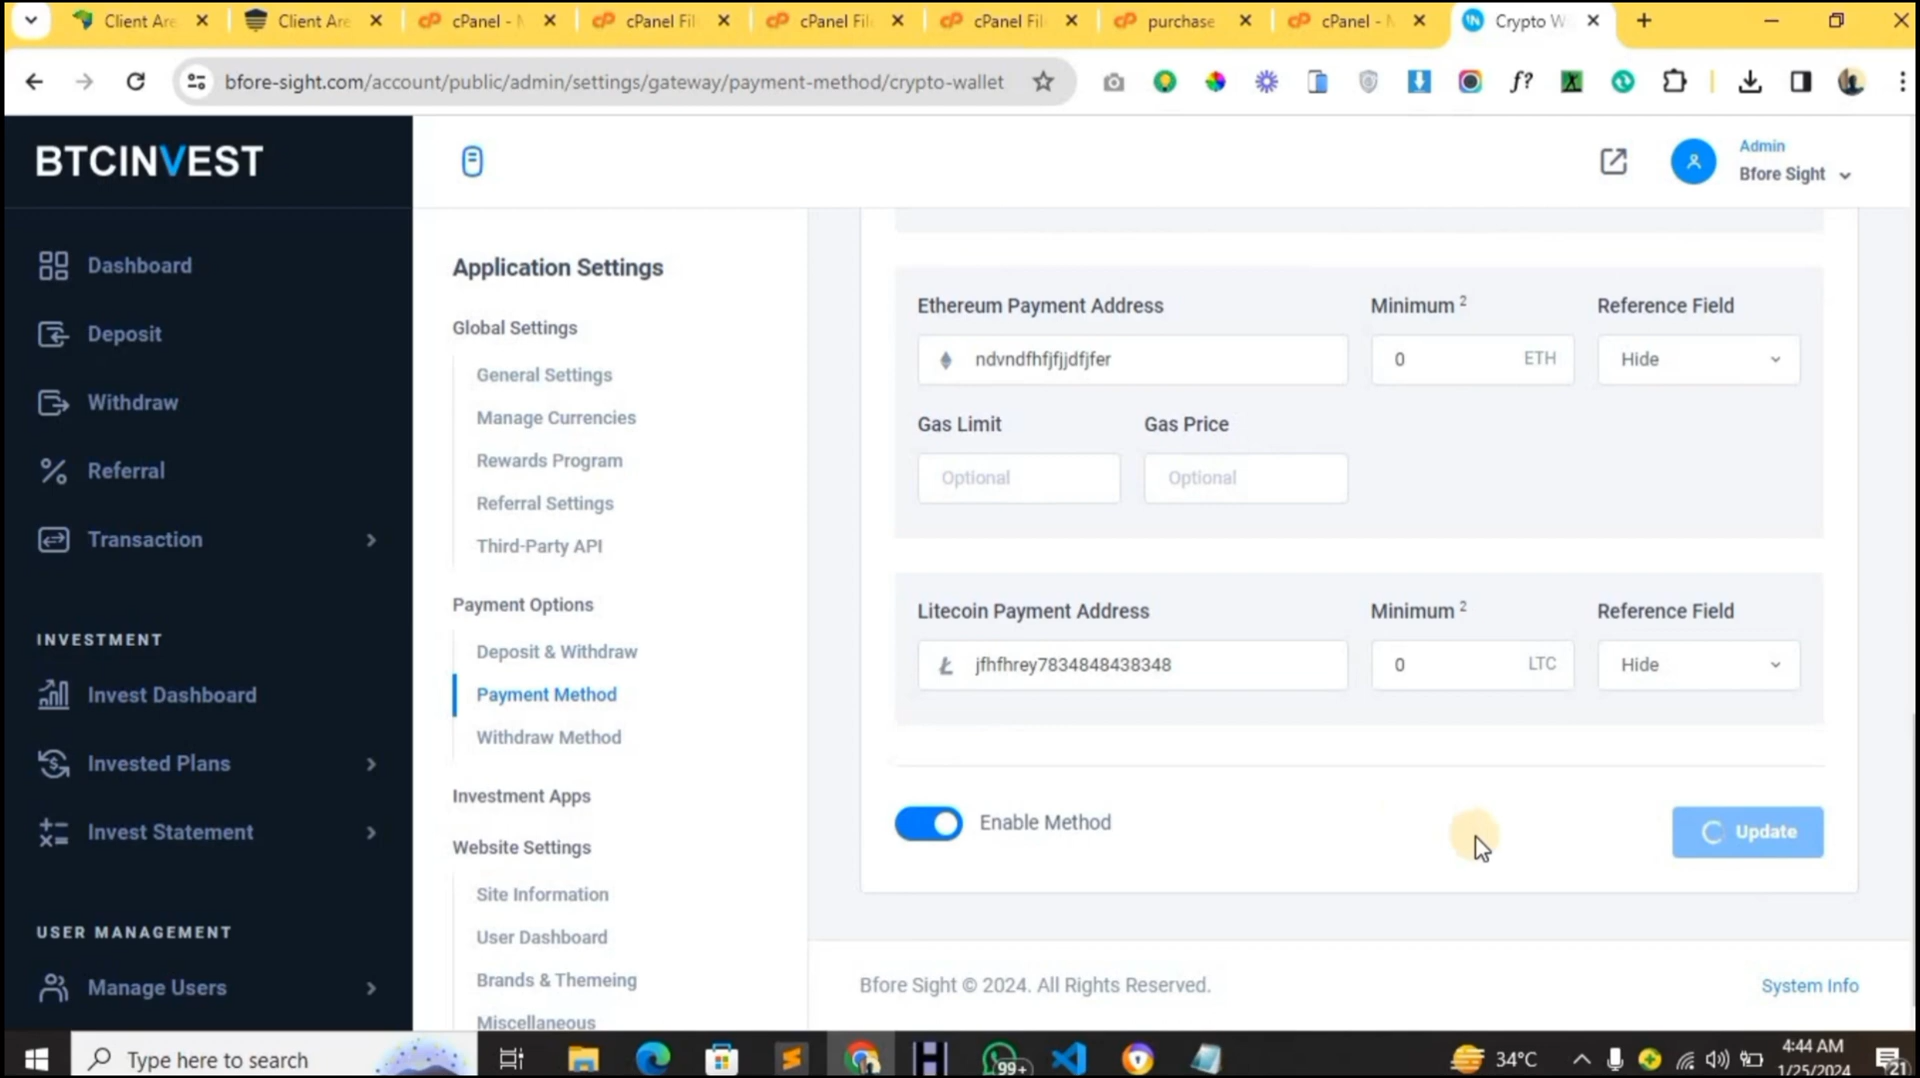 Client Are
Client Are
cPanel - M
cPanel Fil
cPanel Fil
cPanel Fil
purchase
cPanel - M
Crypto W
bfore-sight.com/account/public/admin/settings/gateway/payment-method/crypto-wallet
BTCINVEST
Admin
Bfore Sight
Dashboard
Deposit
Withdraw
Referral
Transaction
INVESTMENT
Invest Dashboard
Invested Plans
Invest Statement
USER MANAGEMENT
Manage Users
Application Settings
Global Settings
General Settings
Manage Currencies
Rewards Program
Referral Settings
Third-Party API
Payment Options
Deposit & Withdraw
Payment Method
Withdraw Method
Investment Apps
Website Settings
Site Information
User Dashboard
Brands & Themeing
Miscellaneous
Ethereum Payment Address
Minimum 2
Reference Field
ndvndfhfjfjjdfjfer
0 ETH
Hide
Gas Limit
Gas Price
Optional
Optional
Litecoin Payment Address
Minimum 2
Reference Field
jfhfhrey7834848438348
0 LTC
Hide
Enable Method
Update
Bfore Sight © 2024. All Rights Reserved.
System Info
Type here to search
99+
34°C
4:44 AM
1/25/2024
21